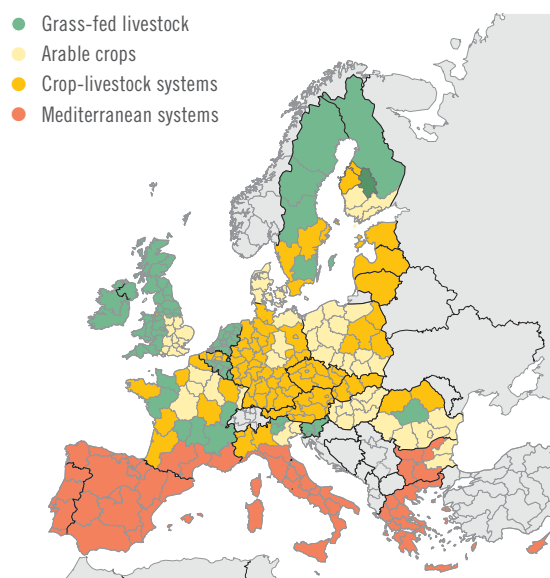 Grass-fed livestock
Arable crops
Crop-livestock systems
Mediterranean systems